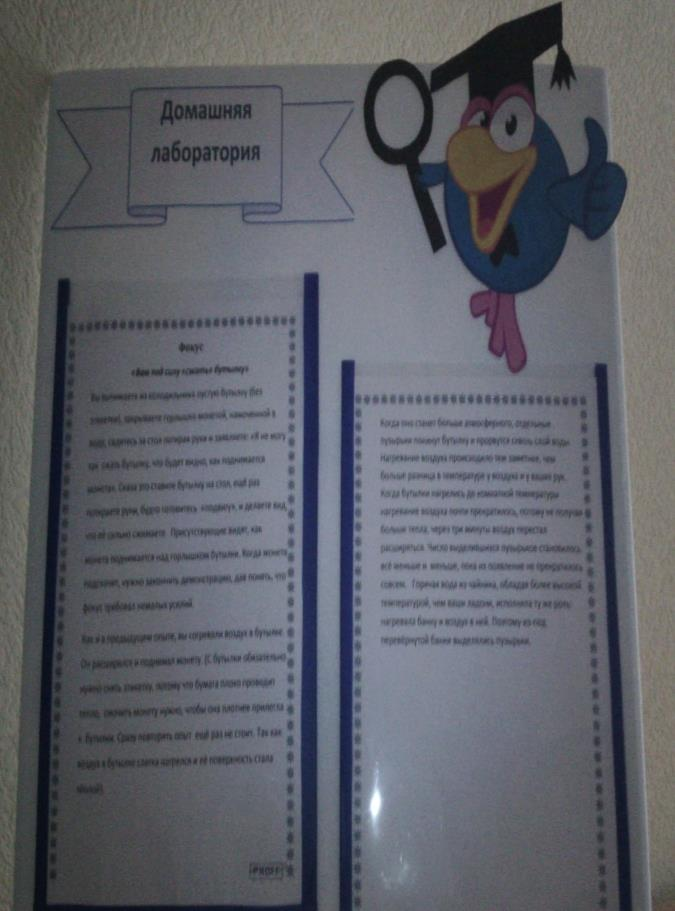 Домашняя
лаборатория
Фокус
«Вам под силу «сжать» бутылку»
Вы вынимаете из холодильника пустую бутылку (без
этикетки), закрываете горлышко монетой, намоченной в
воде, садитесь за стол потирая руки и заявляете: «Я не могу
так сжать бутылку, что будет видно, как поднимается
монета». Сказав это ставите бутылку на стол, ещё раз
потираете руки, будто готовитесь к «подвигу», и делаете вид,
что её сильно сжимаете. Присутствующие видят, как
монета поднимается над горлышком бутылки. Когда монета
подскочит, нужно закончить демонстрацию, дав понять, что
фокус требовал немалых усилий.
Как и в предыдущем опыте, вы согревали воздух в бутылке.
Он расширялся и поднимал монету. (С бутылки обязательно
нужно снять этикетку, потому что бумага плохо проводит
тепло, смочить монету нужно, чтобы она плотнее прилегла
к бутылки. Сразу повторять опыт ещё раз не стоит. Так как
воздух в бутылке слегка нагрелся и её поверхность стала
тёплой).
PROFF
Когда оно станет больше атмосферного, отдельные
пузырьки покинут бутылку и прорвутся сквозь слой воды.
Нагревание воздуха происходило тем заметнее, чем
больше разница в температуре у воздуха и у ваших рук.
Когда бутылки нагрелись до комнатной температуры
нагревание воздуха почти прекратилось, потому не получая
больше тепла, через три минуты воздух перестал
расширяться. Число выделившихся пузырьков становилось
всё меньше и меньше, пока их появление не прекратилось
совсем. Горячая вода из чайника, обладая более высокой
температурой, чем ваши ладони, исполнила ту же роль:
нагревала банку и воздух в ней. Поэтому из-под
перевёрнутой банки выделялись пузырьки.